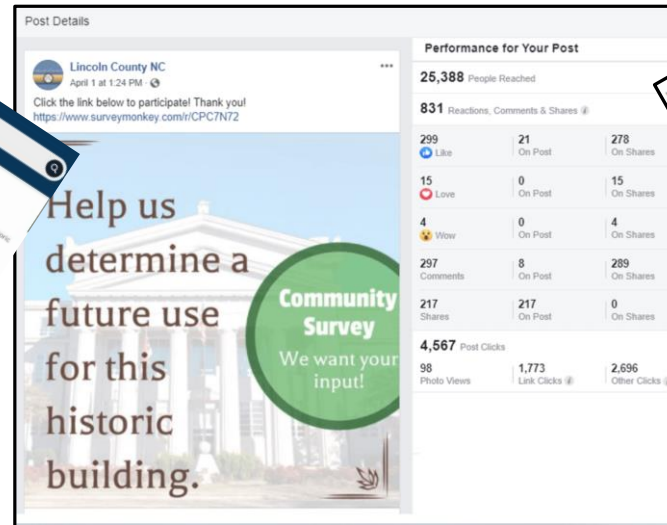 Post Details
Lincoln County NC
April 1 at 1:24 PM
Click the link below to participate! Thank you!
https://www.surveymonkey.com/r/CPC7N72
Help us
determine a
future use
for this
historic
building.
Community
Survey
We want your
input!
Performance for Your Post
25,388 People Reached
831 Reactions, Comments & Shares
299 21 278
Like On Post On Shares
15 0 15
Love On Post On Shares
4 0 4
Wow On Post On Shares
297 8 289
Comments On Post On Shares
217 217 0
Shares On Post On Shares
4,567 Post Clicks
98 1,773 2,696
Photo Views Link Clicks Other Clicks